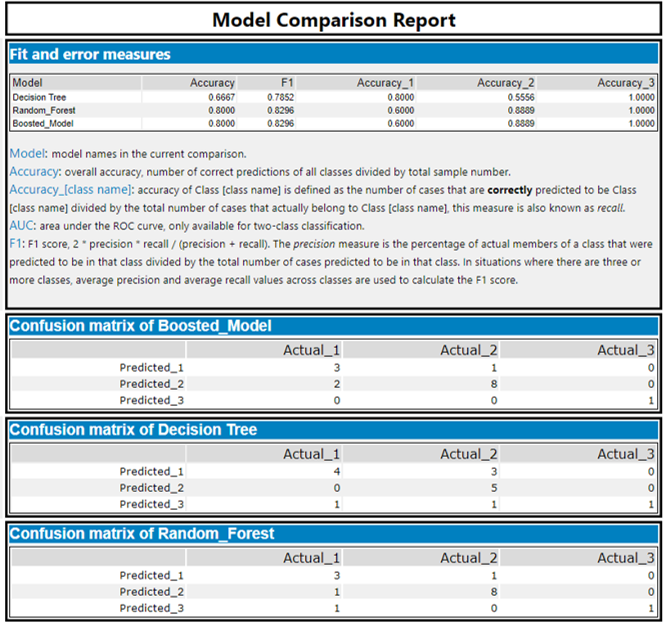 Model Comparison Report
Fit and error measures
Model Accuracy F1 Accuracy_1 Accuracy_2 Accuracy_3
Decision Tree 0.6667 0.7852 0.8000 0.5556 1.0000
Random_Forest 0.8000 0.8296 0.6000 0.8889 1.0000
Boosted_Model 0.8000 0.8296 0.6000 0.8889 1.0000
Model: model names in the current comparison.
Accuracy: overall accuracy, number of correct predictions of all classes divided by total sample number.
Accuracy_[class name]: accuracy of Class [class name] is defined as the number of cases that are correctly predicted to be Class
[class name] divided by the total number of cases that actually belong to Class [class name], this measure is also known as recall.
AUC: area under the ROC curve, only available for two-class classification.
F1: F1 score, 2 * precision * recall / (precision + recall). The precision measure is the percentage of actual members of a class that were
predicted to be in that class divided by the total number of cases predicted to be in that class. In situations where there are three or
more classes, average precision and average recall values across classes are used to calculate the F1 score.
Confusion matrix of Boosted_Model
Actual_1 Actual_2 Actual_3
Predicted_1 3 1 0
Predicted_2 2 8 0
Predicted_3 0 0 1
Confusion matrix of Decision Tree
Actual_1 Actual_2 Actual_3
Predicted_1 4 3 0
Predicted_2 0 5 0
Predicted_3 1 1 1
Confusion matrix of Random_Forest
Actual_1 Actual_2 Actual_3
Predicted_1 3 1 0
Predicted_2 1 8 0
Predicted_3 1 0 1